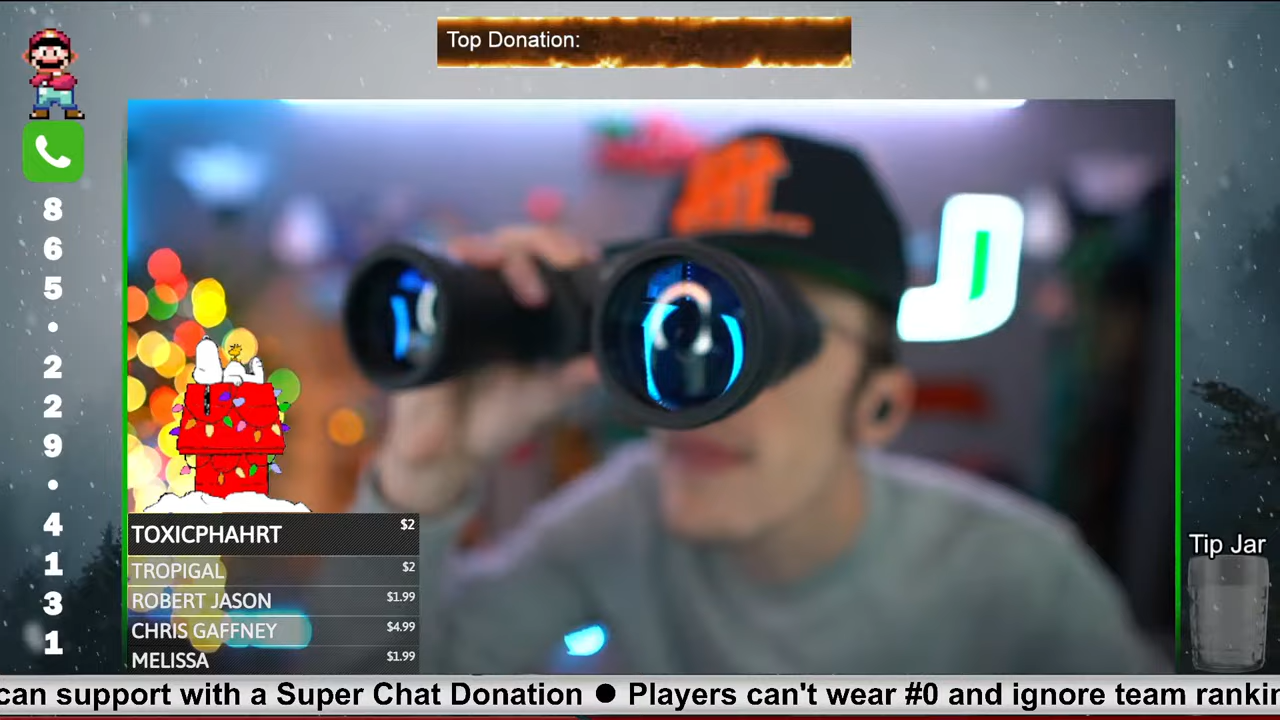 Top Donation:
8
6
5
•
2
2
9
•
4
1
3
1
TOXICPHAHRT $2
TROPIGAL $2
ROBERT JASON $1.99
CHRIS GAFFNEY $4.99
MELISSA $1.99
Tip Jar
can support with a Super Chat Donation ● Players can't wear #0 and ignore team rankin